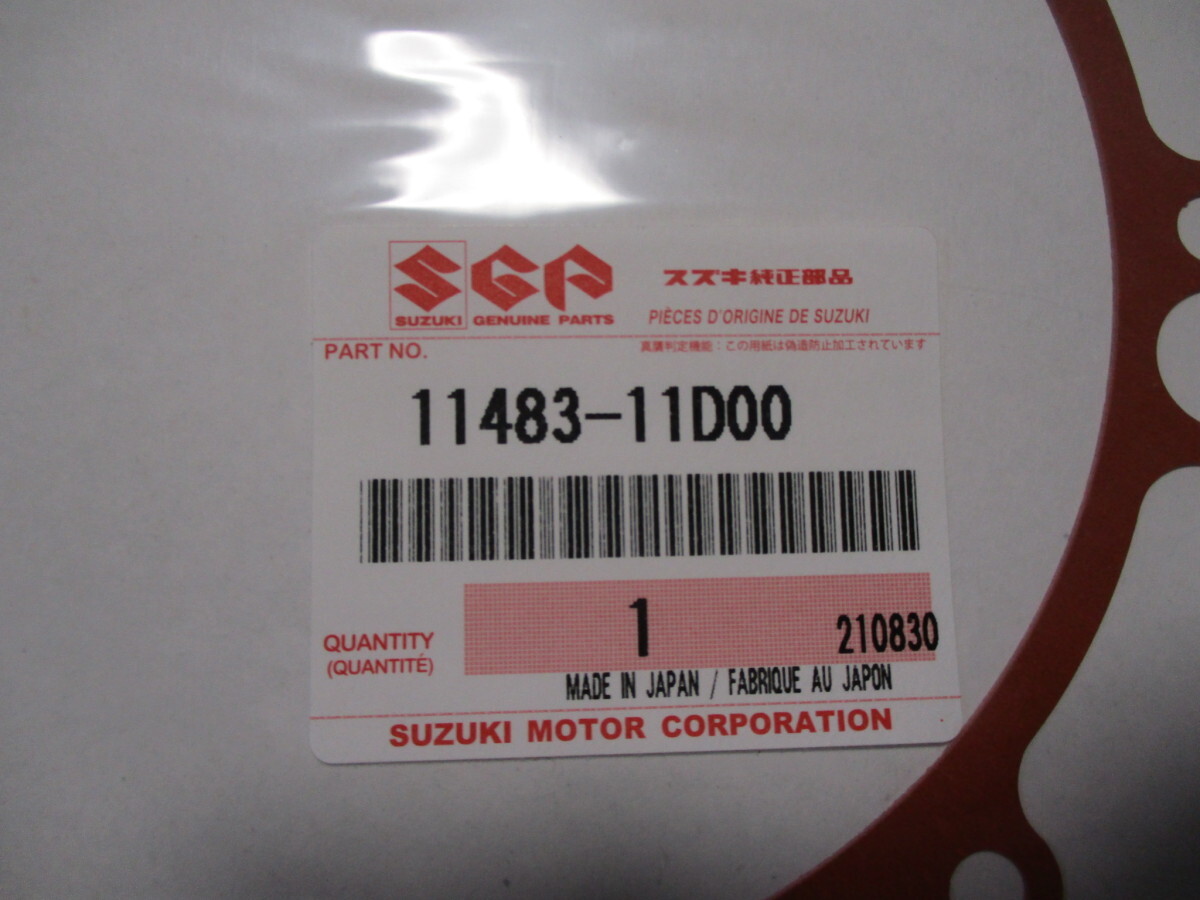 SGP スズキ純正部品
SUZUKI GENUINE PARTS PIÈCES D'ORIGINE DE SUZUKI
PART NO. 真贋判定機能:この用紙は偽造防止加工されています
11483-11D00
1 210830
QUANTITY
(QUANTITÉ)
MADE IN JAPAN / FABRIQUE AU JAPON
SUZUKI MOTOR CORPORATION